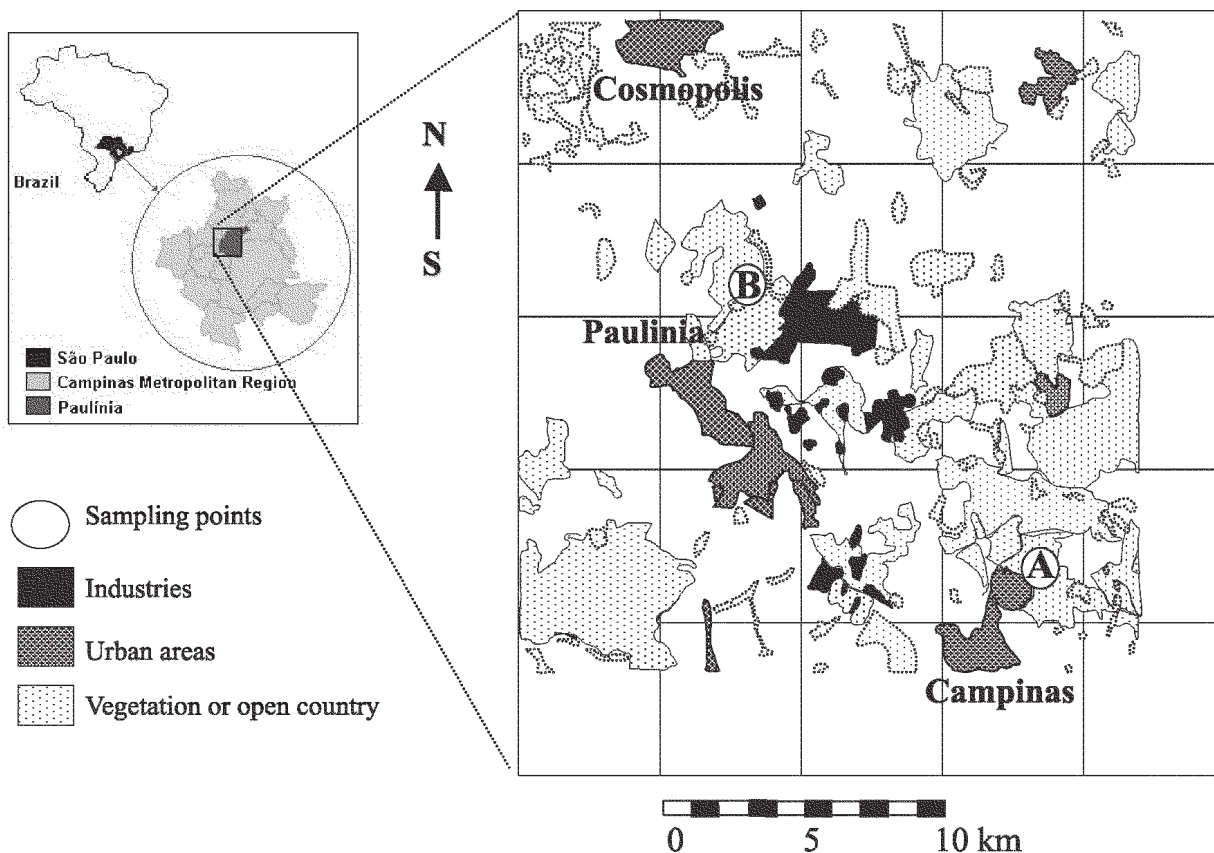 Brazil
São Paulo
Campinas Metropolitan Region
Paulínia
N
S
Sampling points
Industries
Urban areas
Vegetation or open country
Cosmopolis
B
Paulinia
A
Campinas
0 5 10 km